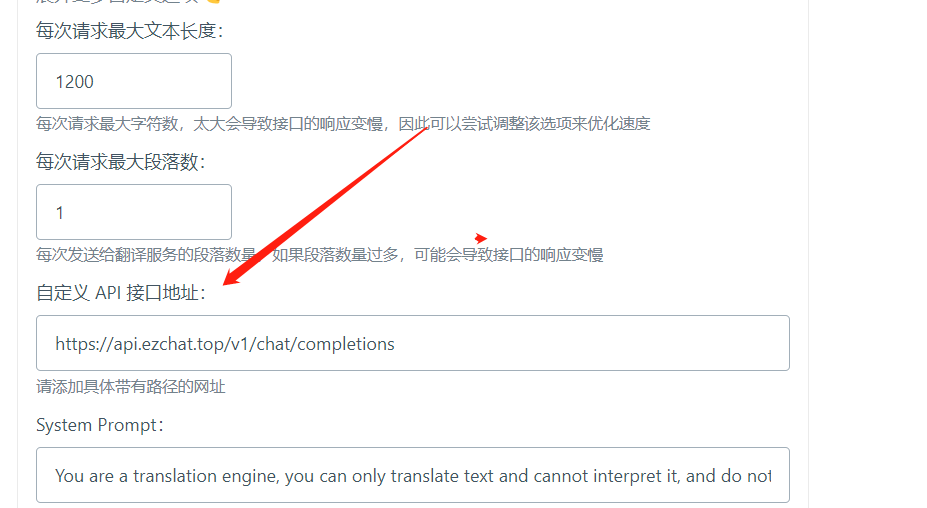 每次请求最大文本长度：
1200
每次请求最大字符数，太大会导致接口的响应变慢，因此可以尝试调整该选项来优化速度
每次请求最大段落数：
1
每次发送给翻译服务的段落数量，如果段落数量过多，可能会导致接口的响应变慢
自定义 API 接口地址：
https://api.ezchat.top/v1/chat/completions
请添加具体带有路径的网址
System Prompt：
You are a translation engine, you can only translate text and cannot interpret it, and do not